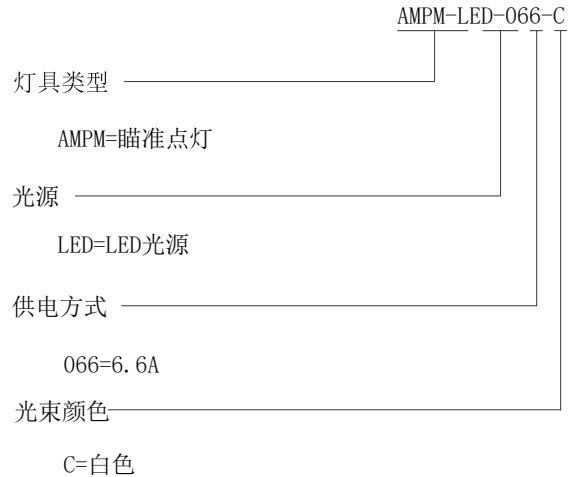 AMPM-LED-066-C
灯具类型
AMPM=瞄准点灯
光源
LED=LED光源
供电方式
066=6.6A
光束颜色
C=白色